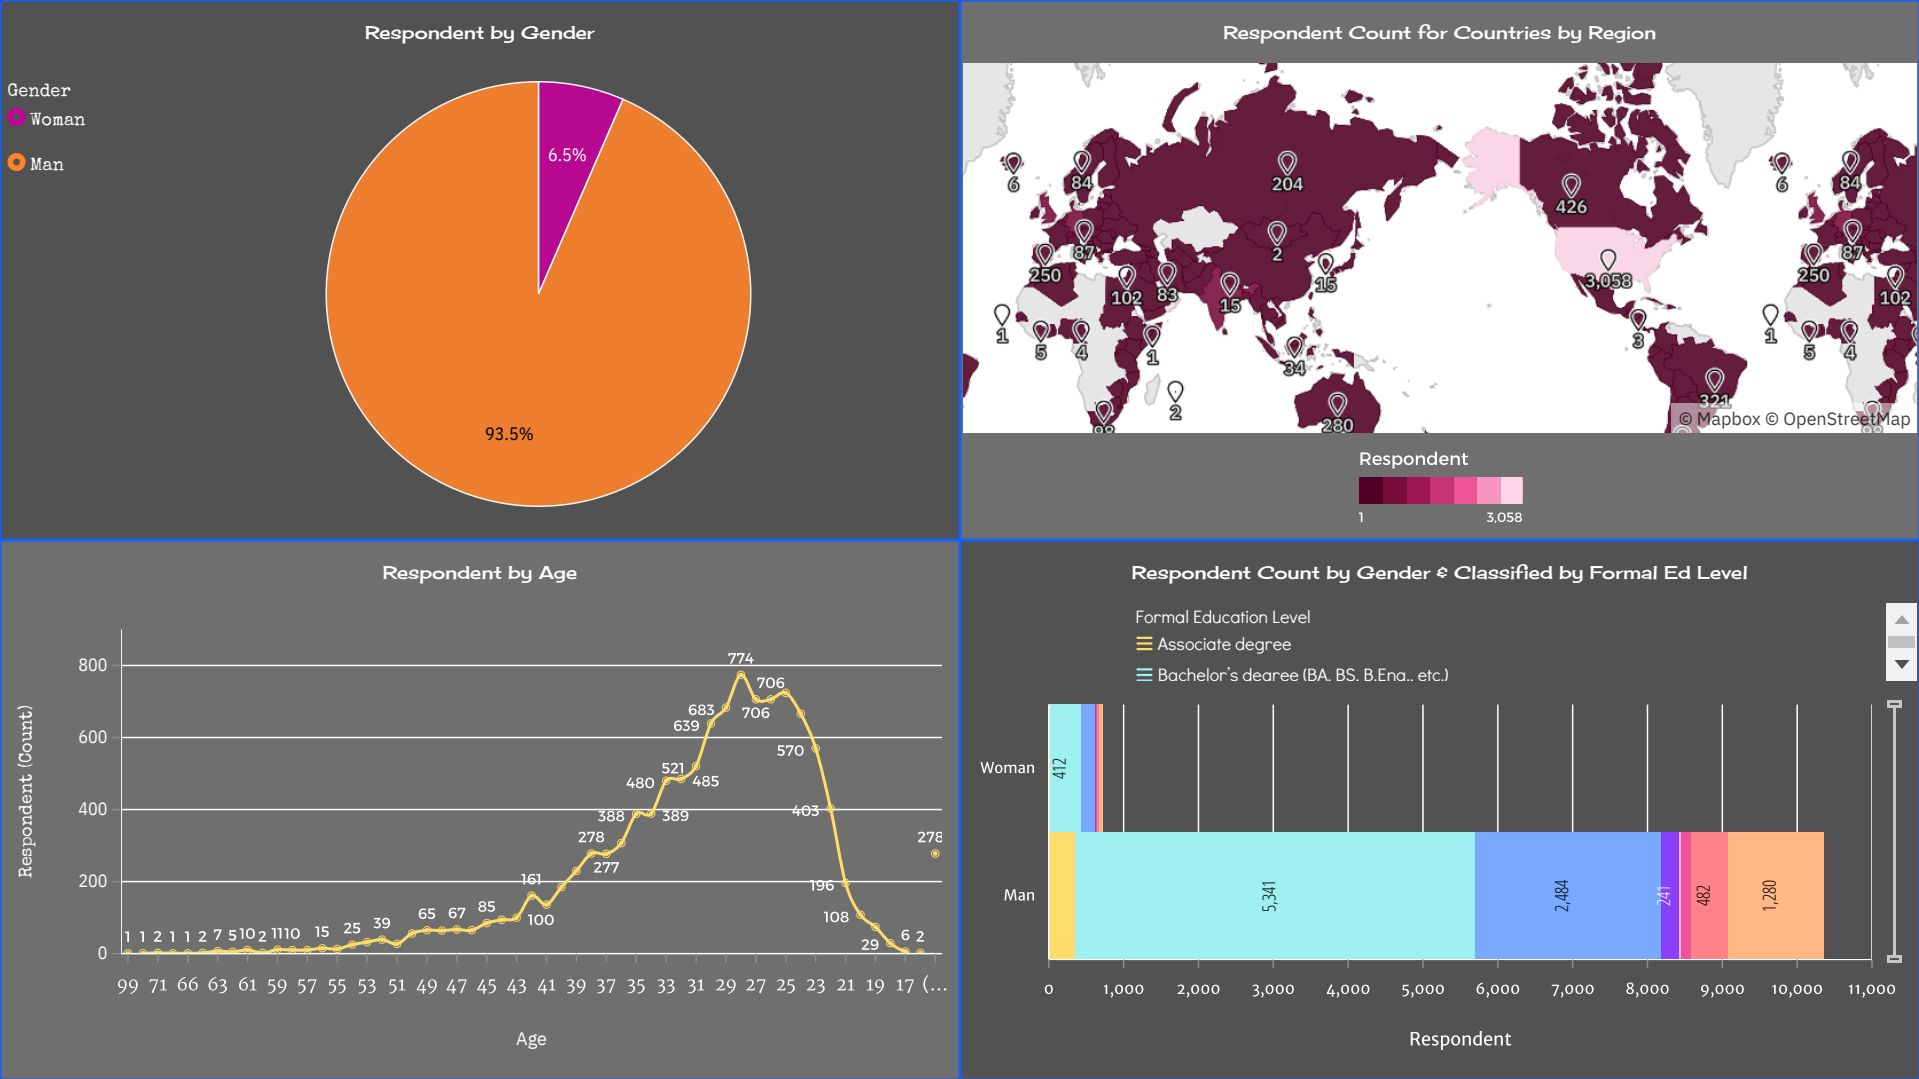 Respondent by Gender
Gender
Woman
Man
6.5%
93.5%
Respondent Count for Countries by Region
6
84
204
426
6
84
87
2
3,058
87
250
102
83
15
15
250
102
1
5
4
1
34
3
1
5
4
2
280
321
98
© Mapbox © OpenStreetMap
Respondent
1
3,058
Respondent by Age
Respondent (Count)
800
600
400
200
0
1 1 2 1 1 2 7 5 10 2 11 10 15 25 39 65 67 85 161 100 278 277 388 389 480 521 485 639 683 774 706 706 570 403 196 108 29 6 2 278
99 71 66 63 61 59 57 55 53 51 49 47 45 43 41 39 37 35 33 31 29 27 25 23 21 19 17 (...
Age
Respondent Count by Gender & Classified by Formal Ed Level
Formal Education Level
Associate degree
Bachelor's degree (BA. BS. B.Eng.. etc.)
Woman
412
Man
5,341
2,484
241
482
1,280
0 1,000 2,000 3,000 4,000 5,000 6,000 7,000 8,000 9,000 10,000 11,000
Respondent